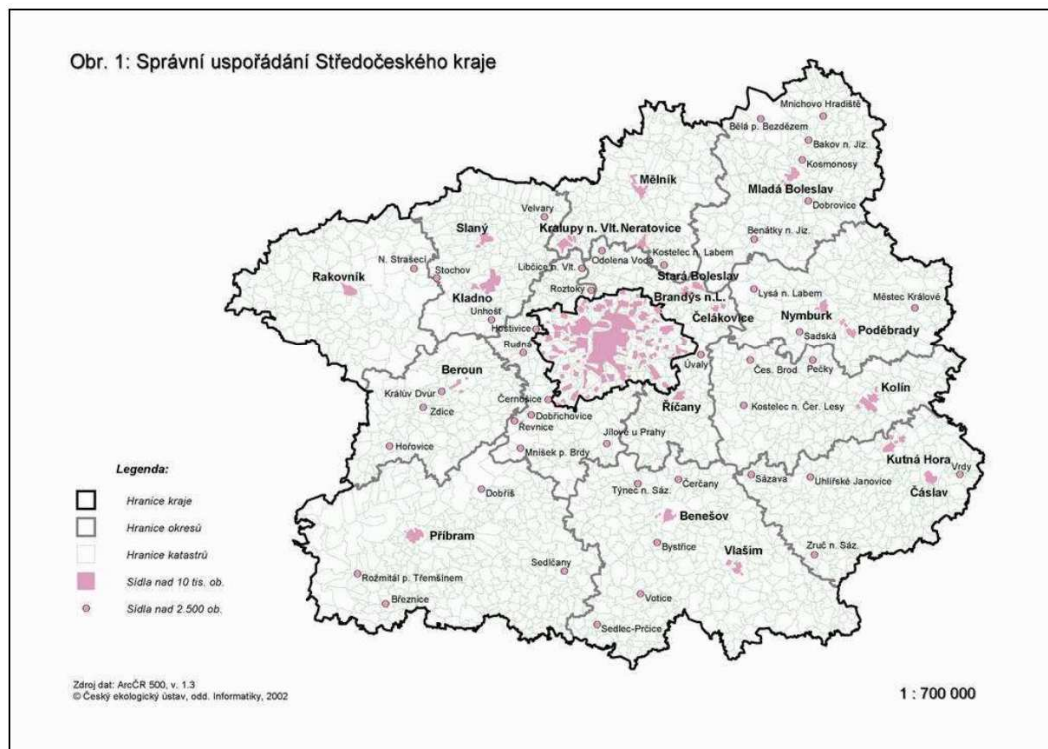 Obr. 1: Správní uspořádání Středočeského kraje
Mnichovo Hradiště
Bělá p. Bezdězem
Bakov n. Jiz.
Kosmonosy
Mělník
Mladá Boleslav
Dobrovice
Velvary
Slaný
Kralupy n. Vlt.
Neratovice
Benátky n. Jiz.
Kostelec n. Labem
Odolena Voda
N. Strašecí
Libčice n. Vlt.
Stochov
Stará Boleslav
Rakovník
Roztoky
Lysá n. Labem
Kladno
Brandýs n.L.
Městec Králové
Unhošť
Čelákovice
Nymburk
Hostivice
Poděbrady
Sadská
Rudná
Úvaly
Čes. Brod
Pečky
Beroun
Kolín
Králův Dvůr
Černošice
Říčany
Kostelec n. Čer. Lesy
Zdice
Dobřichovice
Řevnice
Jílové u Prahy
Hořovice
Mníšek p. Brdy
Kutná Hora
Vrdy
Legenda:
Sázava
Uhlířské Janovice
Čáslav
Týnec n. Sáz.
Čerčany
Dobříš
Hranice kraje
Benešov
Hranice okresů
Příbram
Bystřice
Vlašim
Zruč n. Sáz.
Hranice katastrů
Sedlčany
Rožmitál p. Třemšínem
Sídla nad 10 tis. ob.
Votice
Březnice
Sídla nad 2.500 ob.
Sedlec-Prčice
Zdroj dat: ArcČR 500, v. 1.3
© Český ekologický ústav, odd. Informatiky, 2002
1 : 700 000